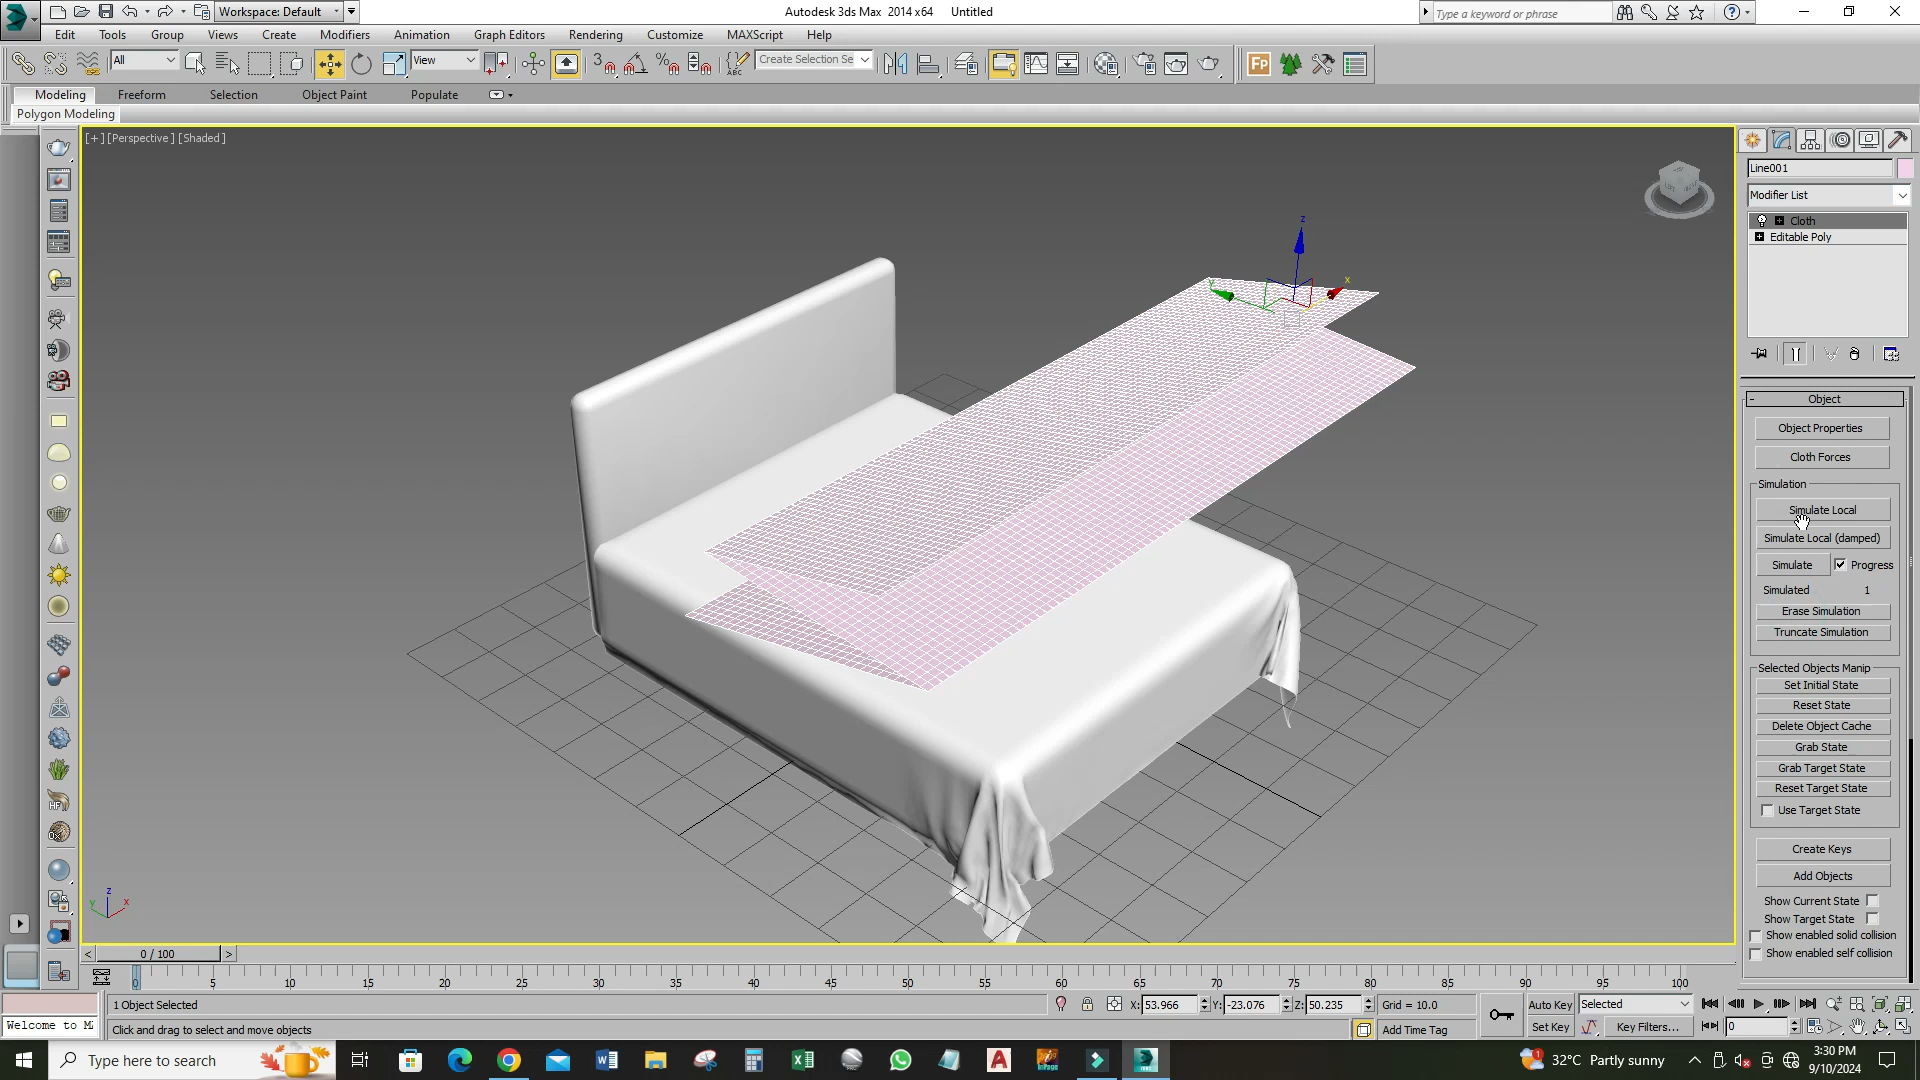 Workspace: Default
Autodesk 3ds Max 2014 x64 Untitled
Type a keyword or phrase
Edit Tools Group Views Create Modifiers Animation Graph Editors Rendering Customize MAXScript Help
All
View
Create Selection Se
Modeling Freeform Selection Object Paint Populate
Polygon Modeling
[+] [Perspective] [Shaded]
Line001
Modifier List
Cloth
Editable Poly
Object
Object Properties
Cloth Forces
Simulation
Simulate Local
Simulate Local (damped)
Simulate Progress
Simulated 1
Erase Simulation
Truncate Simulation
Selected Objects Manip
Set Initial State
Reset State
Delete Object Cache
Grab State
Grab Target State
Reset Target State
Use Target State
Create Keys
Add Objects
Show Current State
Show Target State
Show enabled solid collision
Show enabled self collision
z
x
y
z
x
y
< 0 / 100 >
0 5 10 15 20 25 30 35 40 45 50 55 60 65 70 75 80 85 90 95 100
1 Object Selected
X: 53.966 Y: -23.076 Z: 50.235 Grid = 10.0
Auto Key Selected
Welcome to M
Click and drag to select and move objects
Add Time Tag
Set Key Key Filters... 0
Type here to search
32°C Partly sunny
3:30 PM
9/10/2024